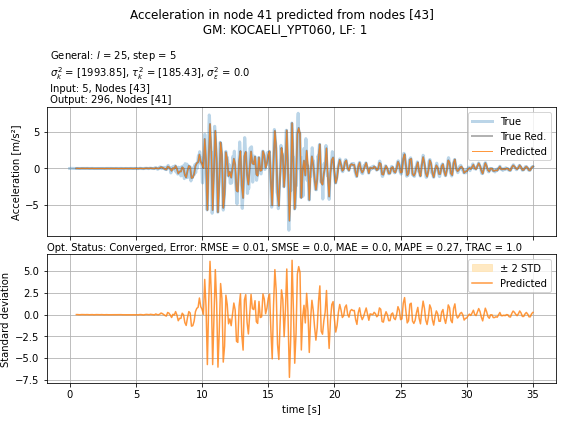 Acceleration in node 41 predicted from nodes [43]
GM: KOCAELI_YPT060, LF: 1
General: l = 25, step = 5
σ²ₖ = [1993.85], τ²ₖ = [185.43], σ²ε = 0.0
Input: 5, Nodes [43]
Output: 296, Nodes [41]
Acceleration [m/s²]
5
0
−5
True
True Red.
Predicted
Opt. Status: Converged, Error: RMSE = 0.01, SMSE = 0.0, MAE = 0.0, MAPE = 0.27, TRAC = 1.0
Standard deviation
5.0
2.5
0.0
−2.5
−5.0
−7.5
± 2 STD
Predicted
0 5 10 15 20 25 30 35
time [s]